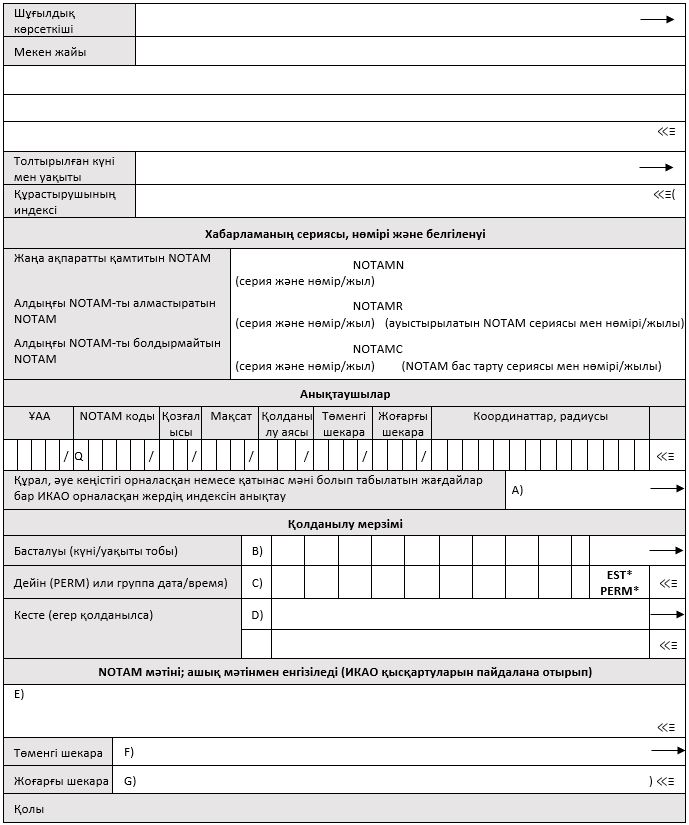 Шұғылдық
көрсеткіші
Мекен жайы
≪≡
Толтырылған күні
мен уақыты
Құрастырушының
индексі
≪≡(
Хабарламаның сериясы, нөмірі және белгіленуі
Жаңа ақпаратты қамтитын NOTAM
NOTAMN
(серия және нөмір/жыл)
Алдыңғы NOTAM-ты алмастыратын
NOTAM
NOTAMR
(серия және нөмір/жыл) (ауыстырылатын NOTAM сериясы мен нөмірі/жылы)
Алдыңғы NOTAM-ты болдырмайтын
NOTAM
NOTAMC
(серия және нөмір/жыл) (NOTAM бас тарту сериясы мен нөмірі/жылы)
Анықтаушылар
ҰАА NOTAM коды Қозғал Мақсат Қолданы Төменгі Жоғарғы Координаттар, радиусы
ысы лу аясы шекара шекара
/ Q / / / / / / ≪≡
Құрал, әуе кеңістігі орналасқан немесе қатынас мәні болып табылатын жағдайлар
бар ИКАО орналасқан жердің индексін анықтау
A) →
Қолданылу мерзімі
Басталуы (күні/уақыты тобы) B) →
Дейін (PERM) или группа дата/время) C) EST*
PERM* ≪≡
Кесте (егер қолданылса) D) →
≪≡
NOTAM мәтіні; ашық мәтінмен енгізіледі (ИКАО қысқартуларын пайдалана отырып)
E)
≪≡
Төменгі шекара F) →
Жоғарғы шекара G) ) ≪≡
Қолы